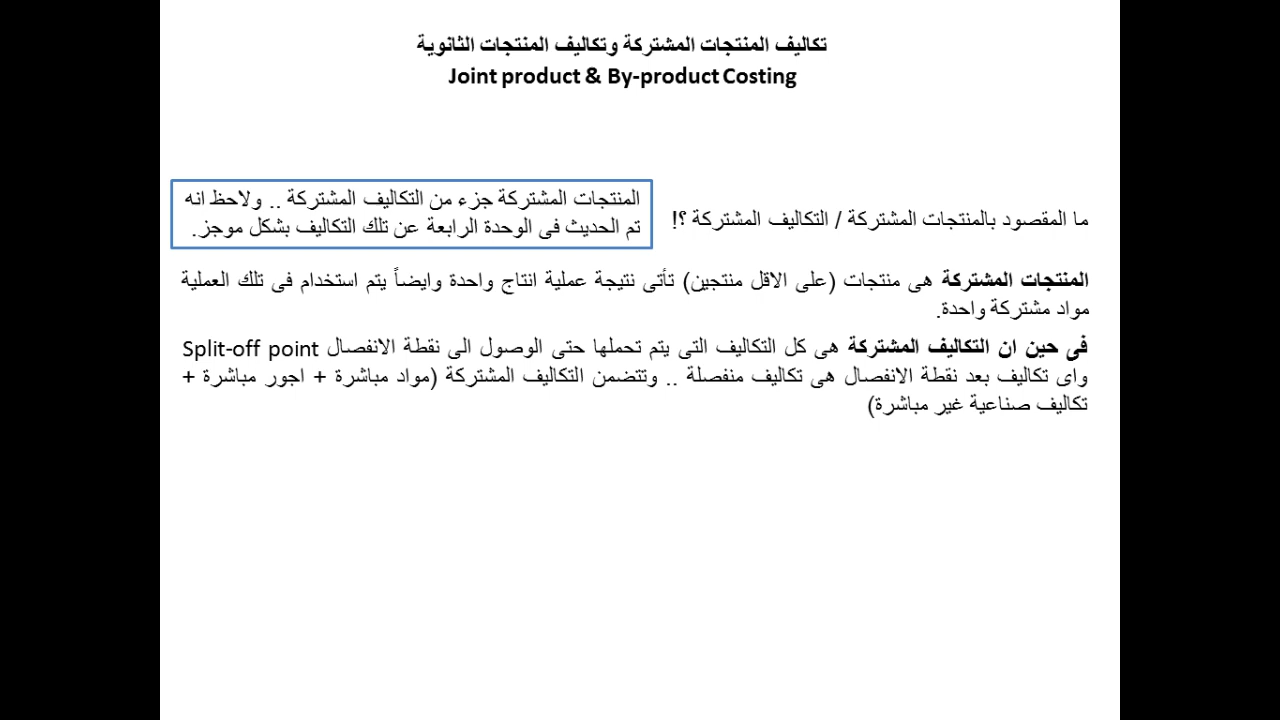 تكاليف المنتجات المشتركة وتكاليف المنتجات الثانوية
Joint product & By-product Costing
ما المقصود بالمنتجات المشتركة / التكاليف المشتركة ؟!
المنتجات المشتركة جزء من التكاليف المشتركة .. ولاحظ انه
تم الحديث فى الوحدة الرابعة عن تلك التكاليف بشكل موجز.
المنتجات المشتركة هى منتجات (على الاقل منتجين) تأتى نتيجة عملية انتاج واحدة وايضاً يتم استخدام فى تلك العملية
مواد مشتركة واحدة.
فى حين ان التكاليف المشتركة هى كل التكاليف التى يتم تحملها حتى الوصول الى نقطة الانفصال Split-off point
واى تكاليف بعد نقطة الانفصال هى تكاليف منفصلة .. وتتضمن التكاليف المشتركة (مواد مباشرة + اجور مباشرة +
تكاليف صناعية غير مباشرة)